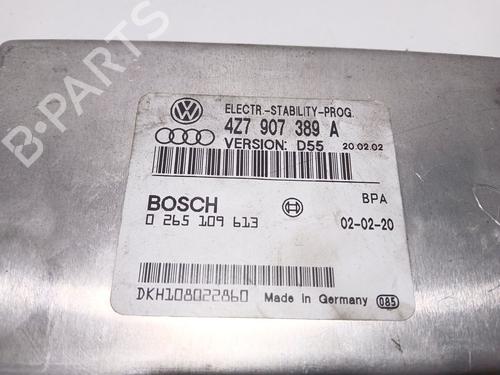 B-PARTS
ELECTR.-STABILITY-PROG.
4Z7 907 389 A
VERSION: D55 20.02.02
BOSCH BPA
0 265 109 613 02-02-20
DKH108022860 Made in Germany 085